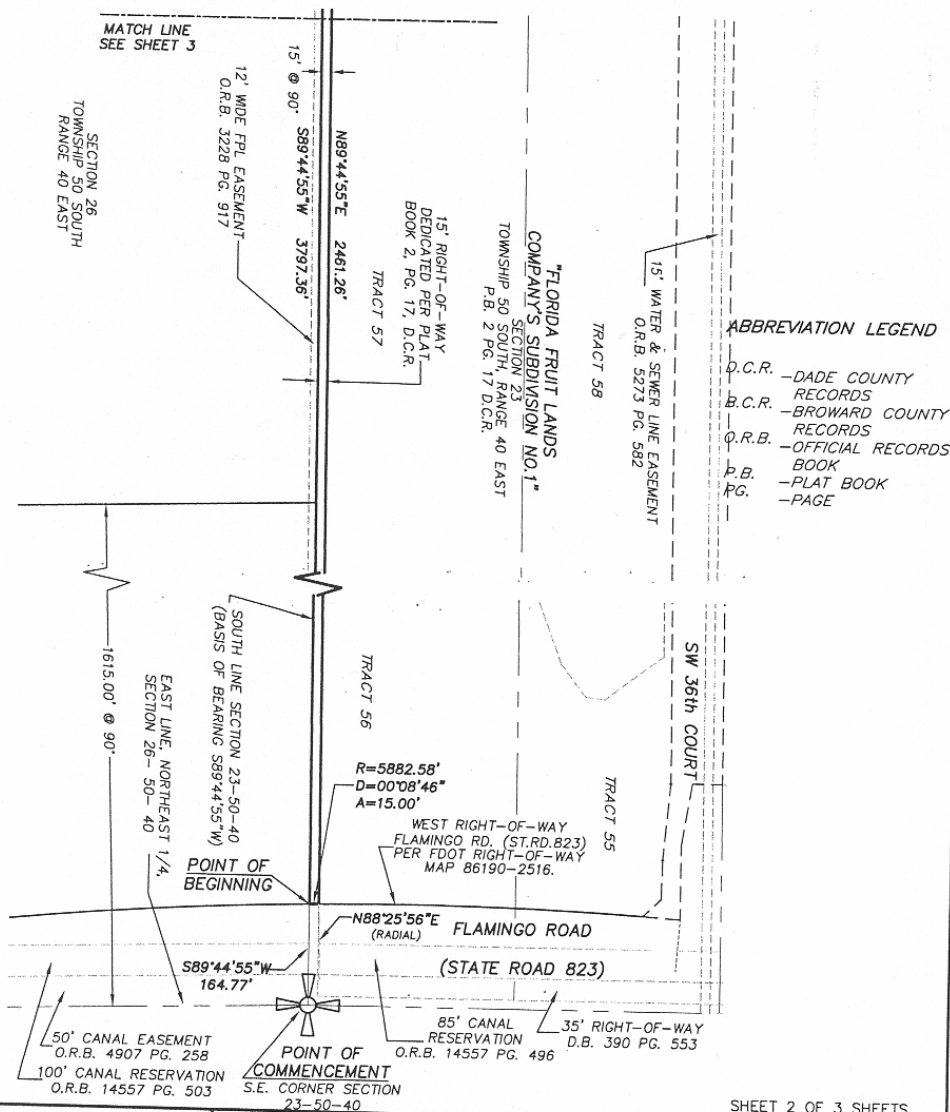 MATCH LINE
SEE SHEET 3
15' @ 90°
12' WIDE FPL EASEMENT
O.R.B. 3228 PG. 917
SECTION 26
TOWNSHIP 50 SOUTH
RANGE 40 EAST
N89°44'55"E 2461.26'
S89°44'55"W 3797.36'
15' RIGHT-OF-WAY
DEDICATED PER PLAT
BOOK 2, PG. 17, D.C.R.
TRACT 57
"FLORIDA FRUIT LANDS
COMPANY'S SUBDIVISION NO.1"
SECTION 23
TOWNSHIP 50 SOUTH, RANGE 40 EAST
P.B. 2 PG. 17 D.C.R.
TRACT 58
15' WATER & SEWER LINE EASEMENT
O.R.B. 5273 PG. 582
ABBREVIATION LEGEND
D.C.R. -DADE COUNTY
RECORDS
B.C.R. -BROWARD COUNTY
RECORDS
O.R.B. -OFFICIAL RECORDS
BOOK
P.B. -PLAT BOOK
PG. -PAGE
1615.00' @ 90°
EAST LINE, NORTHEAST 1/4,
SECTION 26- 50- 40
SOUTH LINE SECTION 23-50-40
(BASIS OF BEARING S89°44'55"W)
TRACT 56
SW 36th COURT
TRACT 55
R=5882.58'
D=00°08'46"
A=15.00'
WEST RIGHT-OF-WAY
FLAMINGO RD. (ST.RD.823)
PER FDOT RIGHT-OF-WAY
MAP 86190-2516.
POINT OF
BEGINNING
N88°25'56"E
(RADIAL)
FLAMINGO ROAD
(STATE ROAD 823)
S89°44'55"W
164.77'
50' CANAL EASEMENT
O.R.B. 4907 PG. 258
100' CANAL RESERVATION
O.R.B. 14557 PG. 503
POINT OF
COMMENCEMENT
S.E. CORNER SECTION
23-50-40
85' CANAL
RESERVATION
O.R.B. 14557 PG. 496
35' RIGHT-OF-WAY
D.B. 390 PG. 553
SHEET 2 OF 3 SHEETS